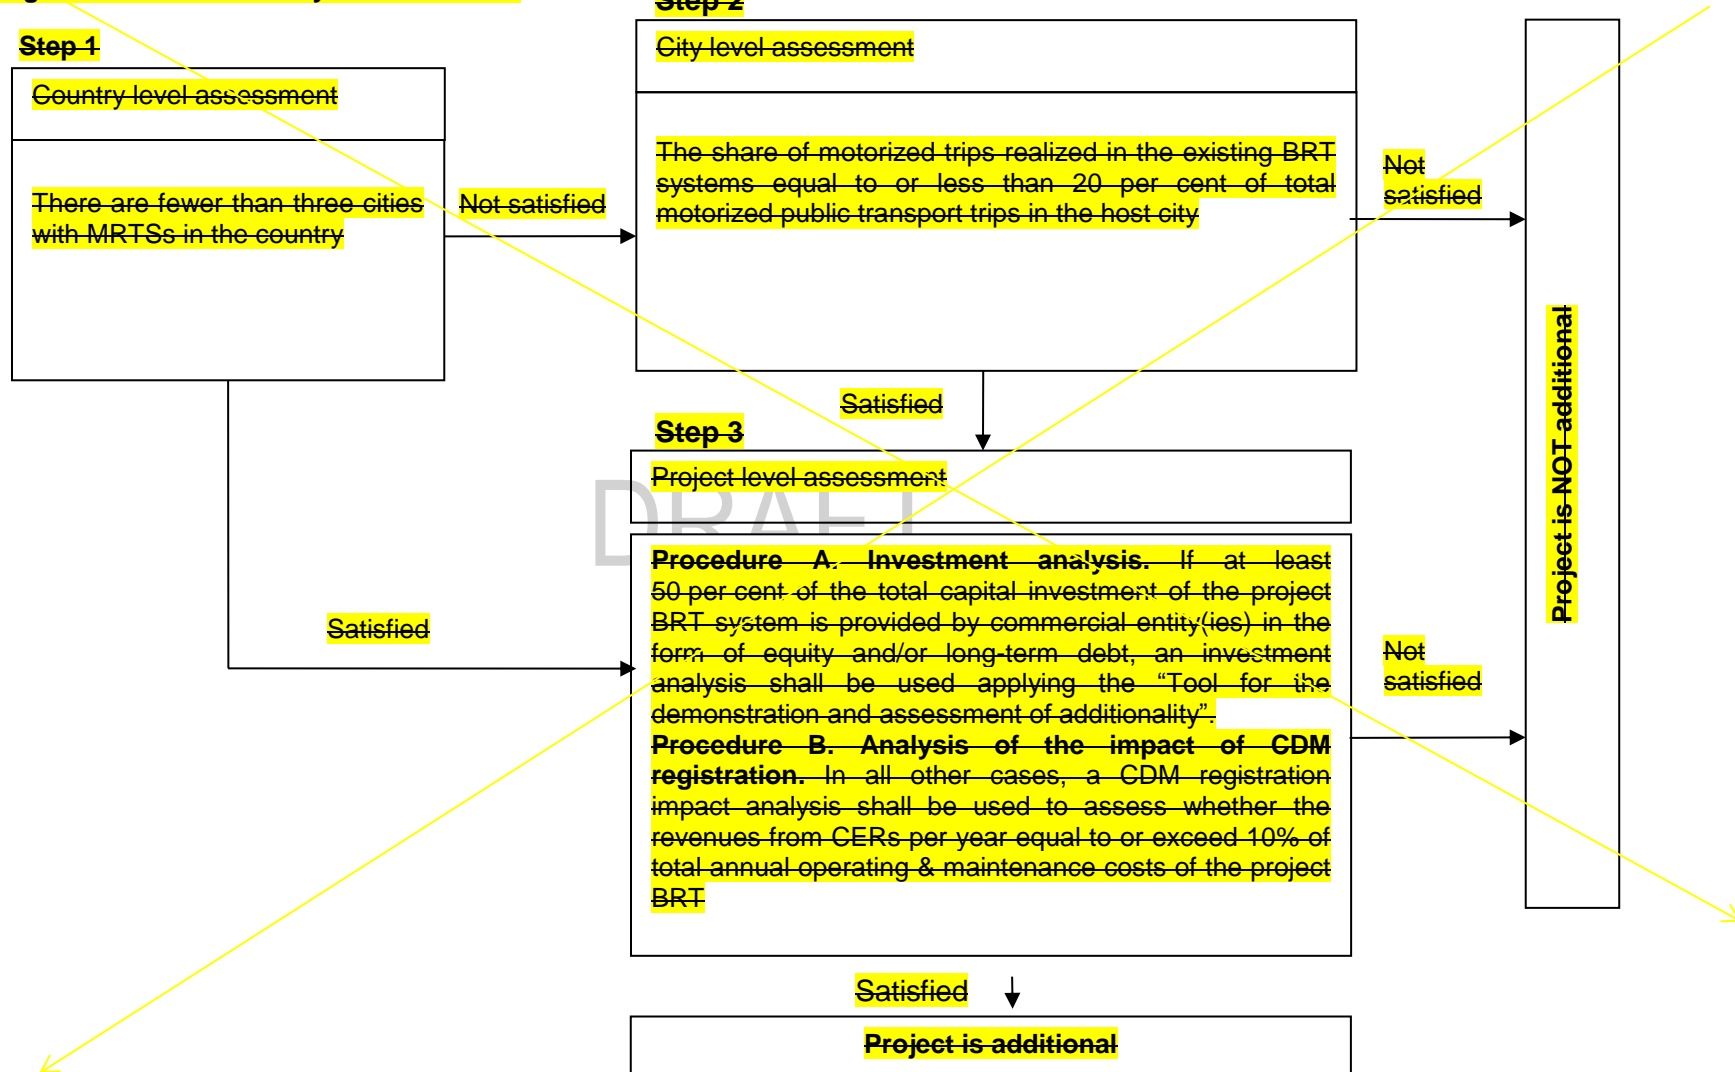 Step 1
Country level assessment
There are fewer than three cities
with MRTSs in the country
Not satisfied
Satisfied
Step 2
City level assessment
The share of motorized trips realized in the existing BRT
systems equal to or less than 20 per cent of total
motorized public transport trips in the host city
Not
satisfied
Satisfied
Step 3
Project level assessment
DRAFT
Procedure A. Investment analysis. If at least
50 per cent of the total capital investment of the project
BRT system is provided by commercial entity(ies) in the
form of equity and/or long-term debt, an investment
analysis shall be used applying the “Tool for the
demonstration and assessment of additionality”.
Procedure B. Analysis of the impact of CDM
registration. In all other cases, a CDM registration
impact analysis shall be used to assess whether the
revenues from CERs per year equal to or exceed 10% of
total annual operating & maintenance costs of the project
BRT
Not
satisfied
Project is NOT additional
Satisfied
Project is additional